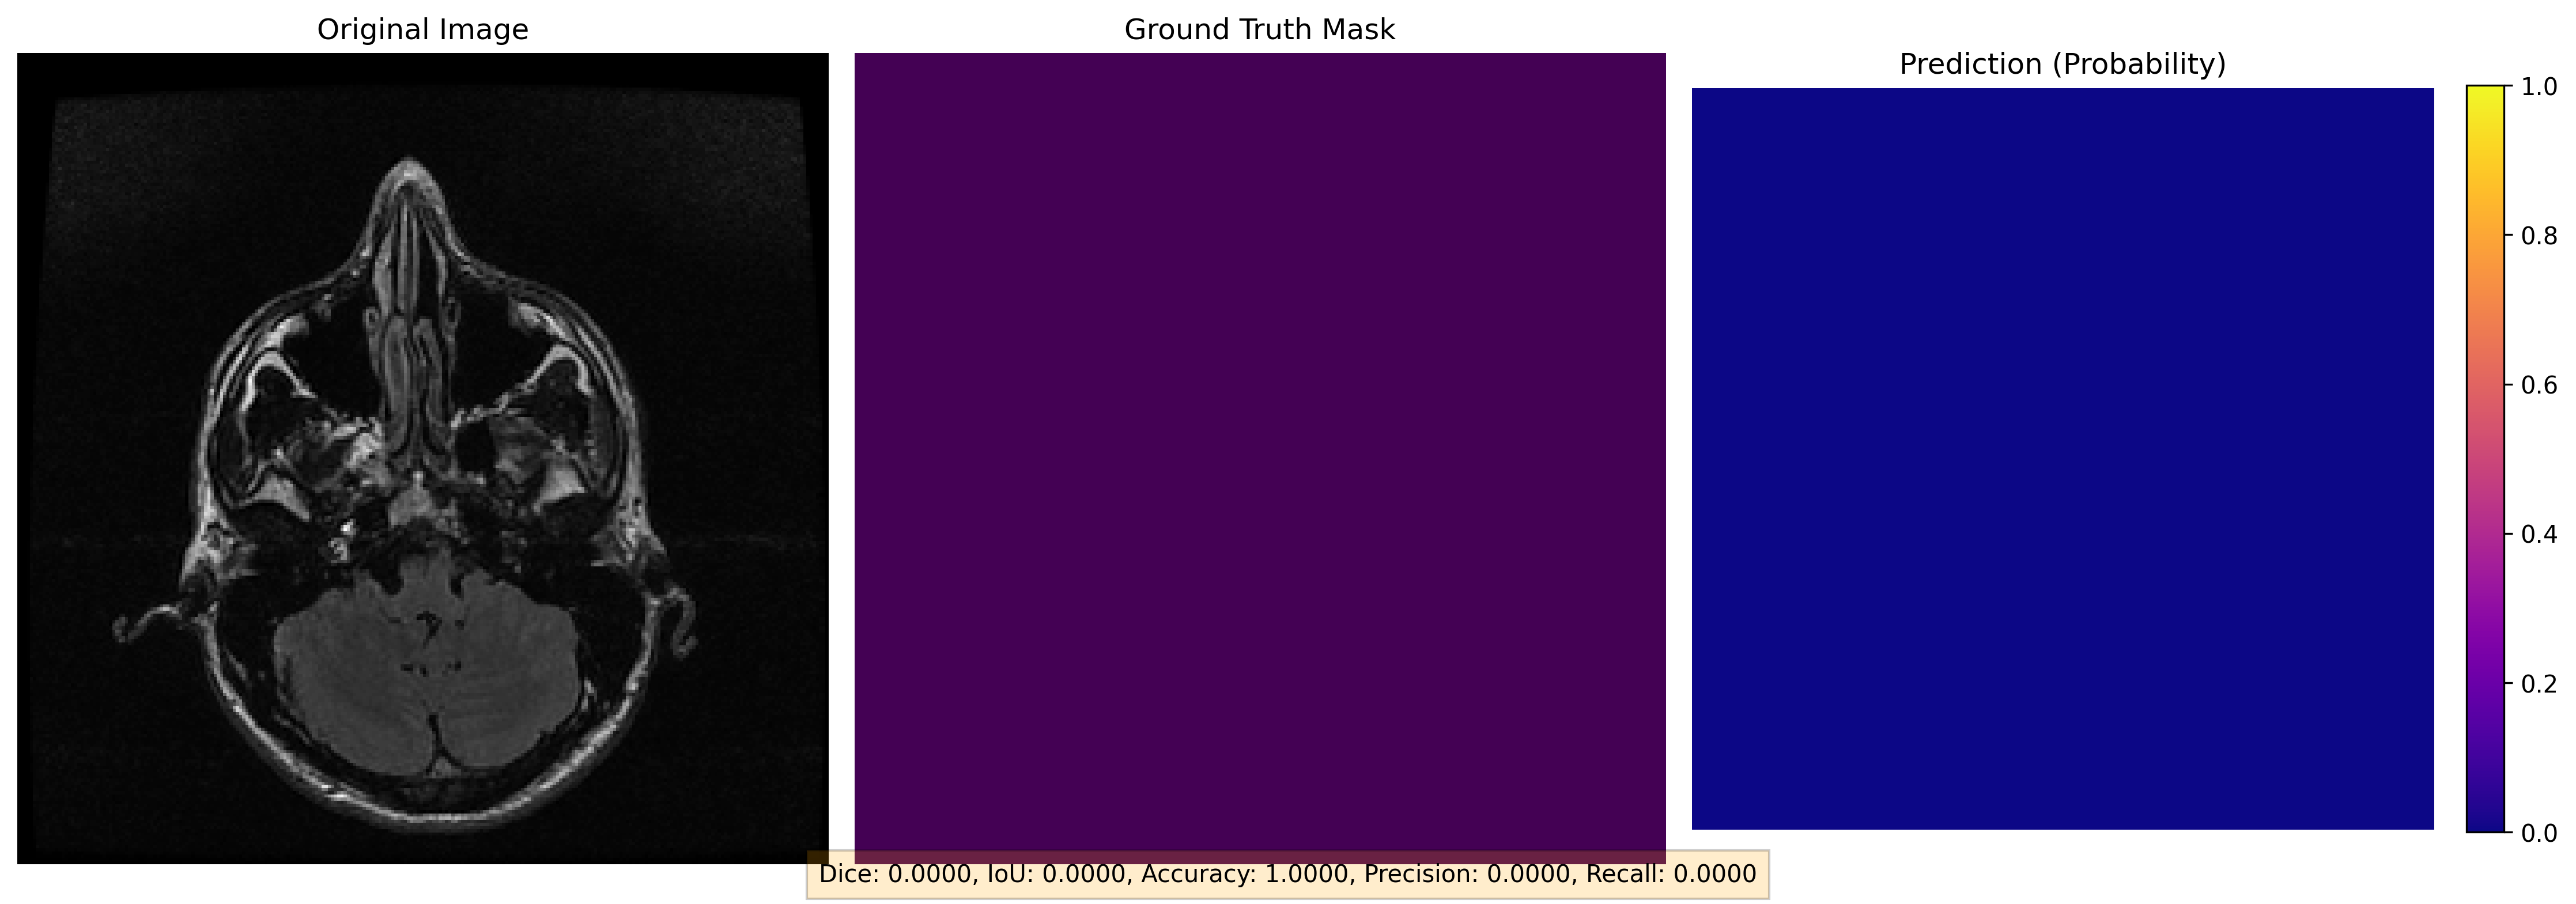 Original Image
Ground Truth Mask
Prediction (Probability)
1.0
0.8
0.6
0.4
0.2
0.0
Dice: 0.0000, IoU: 0.0000, Accuracy: 1.0000, Precision: 0.0000, Recall: 0.0000